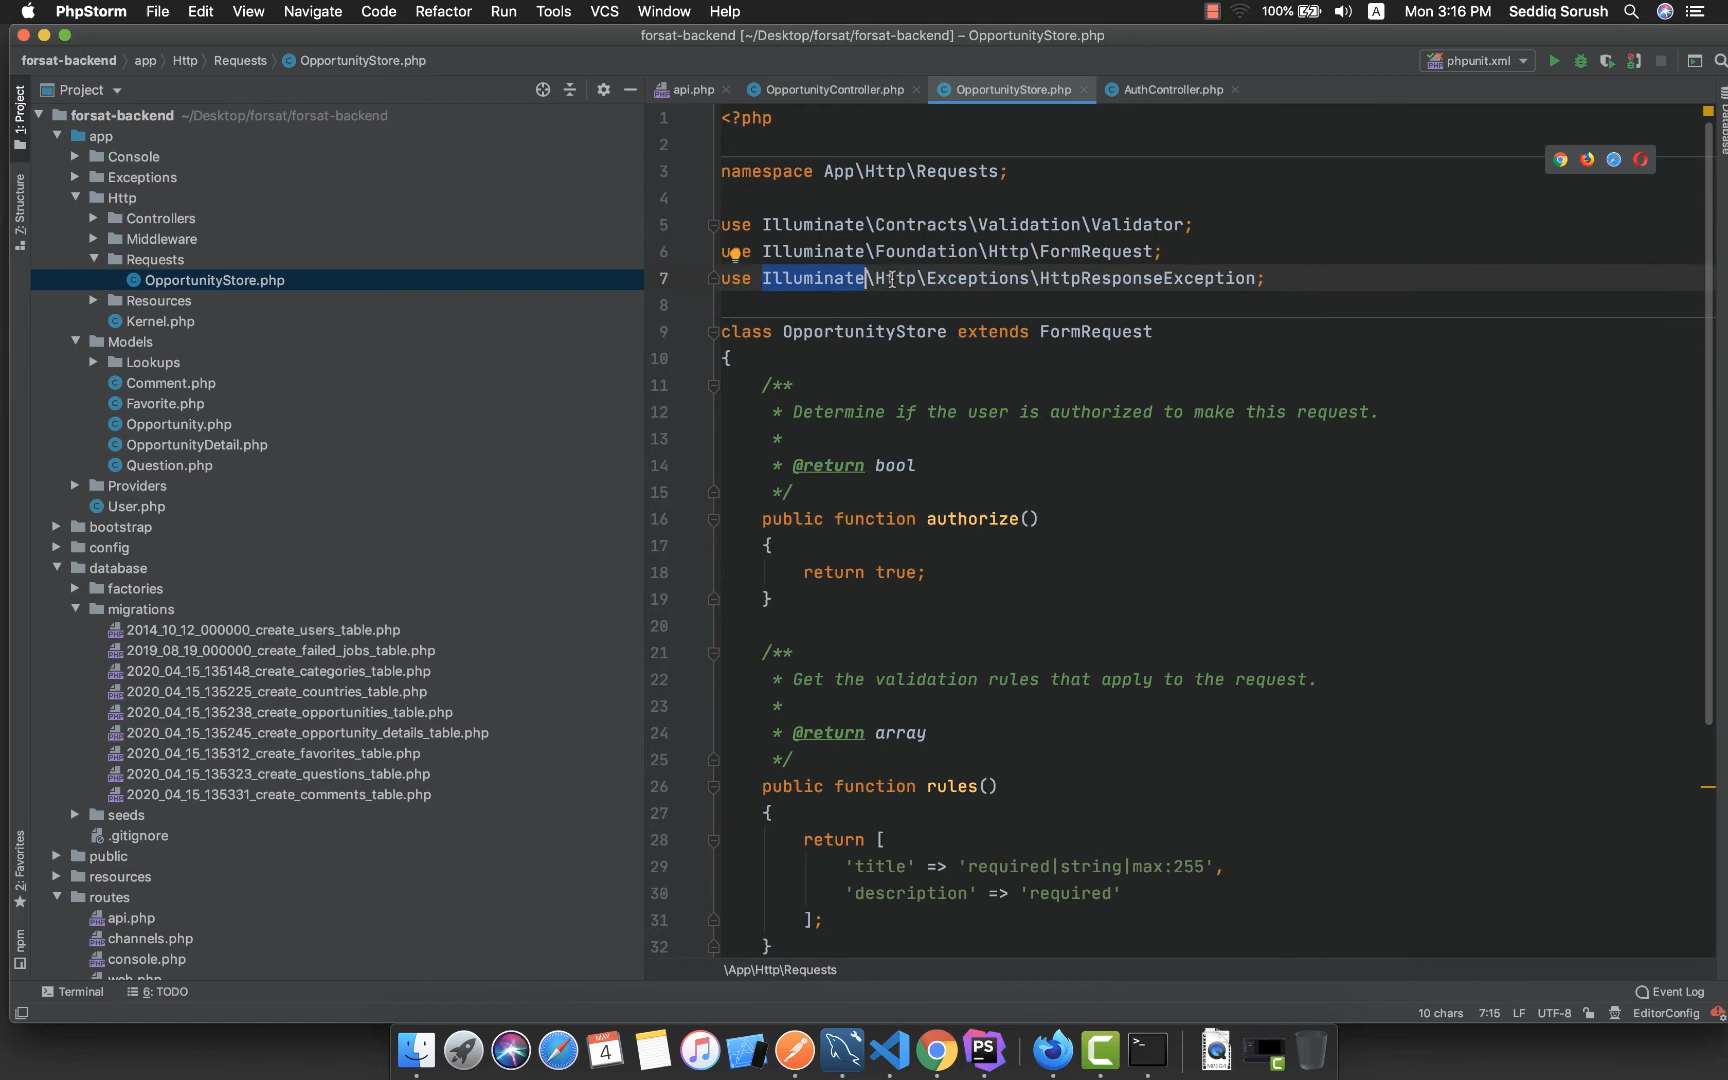 PhpStorm File Edit View Navigate Code Refactor Run Tools VCS Window Help 100% A Mon 3:16 PM Seddiq Sorush
forsat-backend [~/Desktop/forsat/forsat-backend] – OpportunityStore.php
forsat-backend app Http Requests OpportunityStore.php phpunit.xml
Project api.php OpportunityController.php OpportunityStore.php AuthController.php
1: Project
7: Structure
2: Favorites
npm
Database
forsat-backend ~/Desktop/forsat/forsat-backend
app
Console
Exceptions
Http
Controllers
Middleware
Requests
OpportunityStore.php
Resources
Kernel.php
Models
Lookups
Comment.php
Favorite.php
Opportunity.php
OpportunityDetail.php
Question.php
Providers
User.php
bootstrap
config
database
factories
migrations
2014_10_12_000000_create_users_table.php
2019_08_19_000000_create_failed_jobs_table.php
2020_04_15_135148_create_categories_table.php
2020_04_15_135225_create_countries_table.php
2020_04_15_135238_create_opportunities_table.php
2020_04_15_135245_create_opportunity_details_table.php
2020_04_15_135312_create_favorites_table.php
2020_04_15_135323_create_questions_table.php
2020_04_15_135331_create_comments_table.php
seeds
.gitignore
public
resources
routes
api.php
channels.php
console.php
web.php
1 <?php
2
3 namespace App\Http\Requests;
4
5 use Illuminate\Contracts\Validation\Validator;
6 use Illuminate\Foundation\Http\FormRequest;
7 use Illuminate\Http\Exceptions\HttpResponseException;
8
9 class OpportunityStore extends FormRequest
10 {
11 /**
12 * Determine if the user is authorized to make this request.
13 *
14 * @return bool
15 */
16 public function authorize()
17 {
18 return true;
19 }
20
21 /**
22 * Get the validation rules that apply to the request.
23 *
24 * @return array
25 */
26 public function rules()
27 {
28 return [
29 'title' => 'required|string|max:255',
30 'description' => 'required'
31 ];
32 }
\App\Http\Requests
Terminal 6: TODO Event Log
10 chars 7:15 LF UTF-8 EditorConfig
MAY
4
PS
C
>_
MPEG4